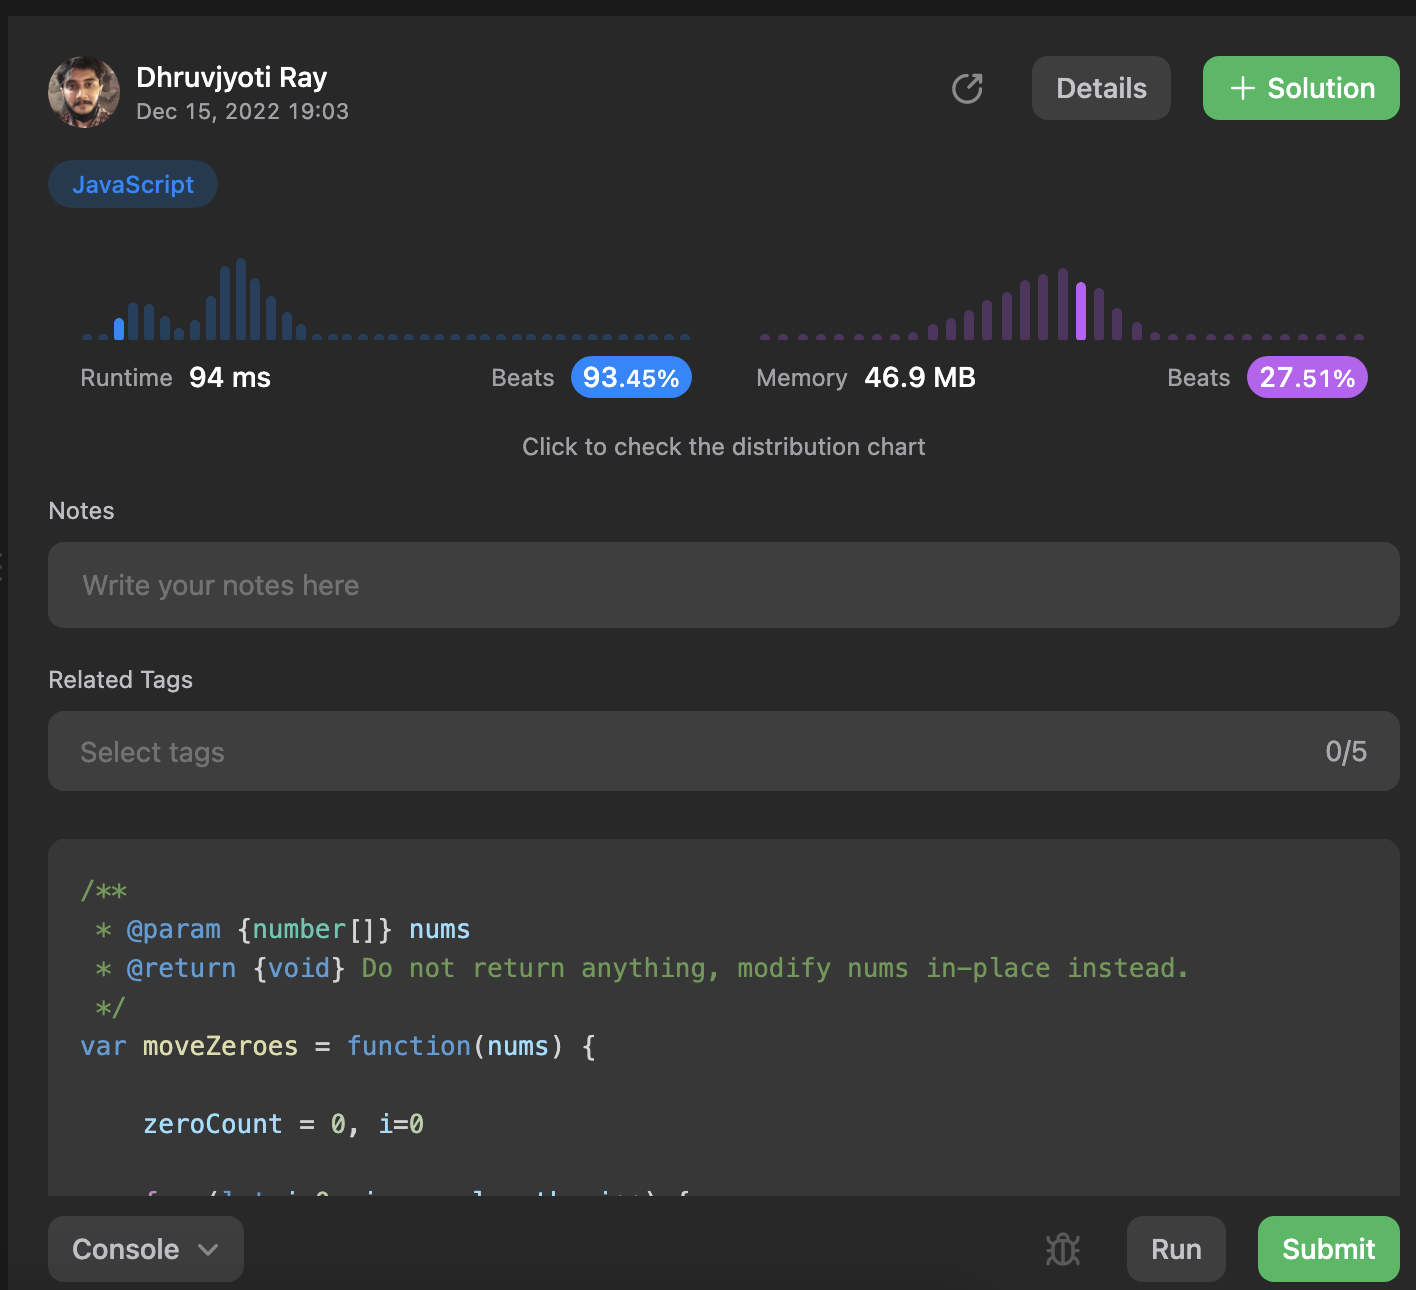 Dhruvjyoti Ray
Dec 15, 2022 19:03
Details
+ Solution
JavaScript
Runtime 94 ms
Beats 93.45%
Memory 46.9 MB
Beats 27.51%
Click to check the distribution chart
Notes
Write your notes here
Related Tags
Select tags
0/5
/**
 * @param {number[]} nums
 * @return {void} Do not return anything, modify nums in-place instead.
 */
var moveZeroes = function(nums) {
    zeroCount = 0, i=0
Console
Run
Submit